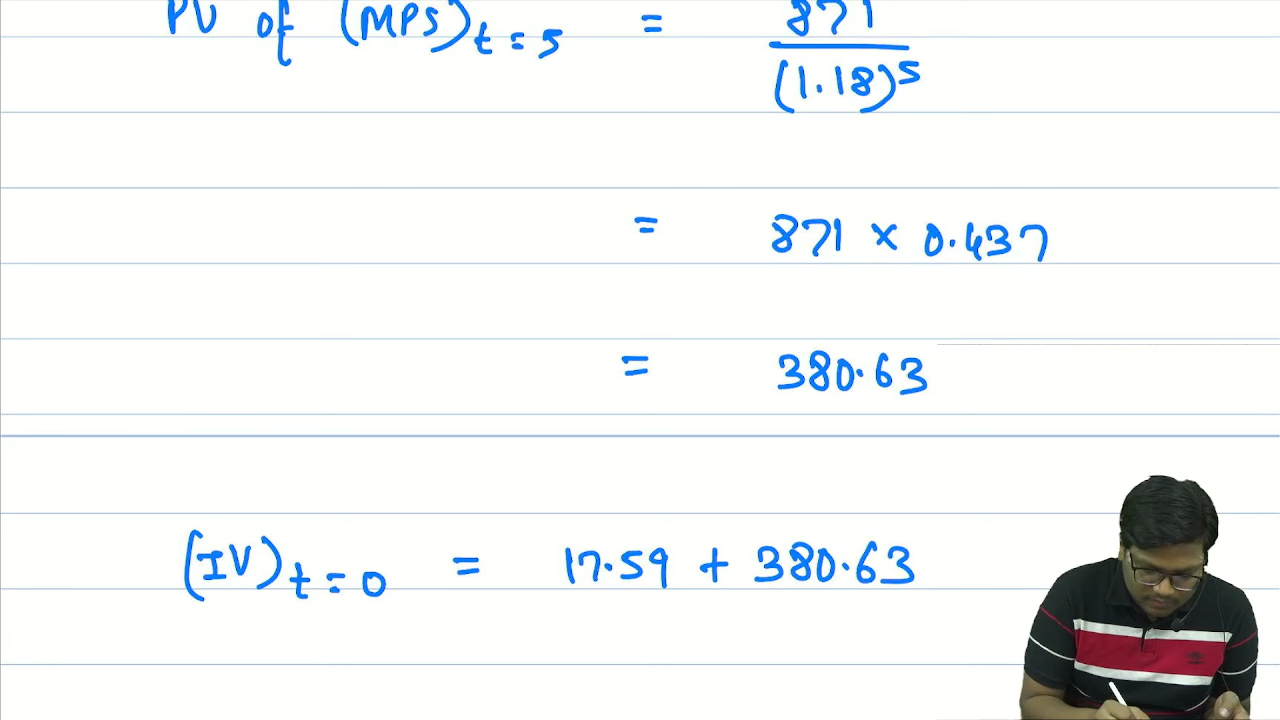 PV of (MPS)t=5 = 871/(1.18)^5
= 871 × 0.437
= 380.63
(IV)t=0 = 17.59 + 380.63